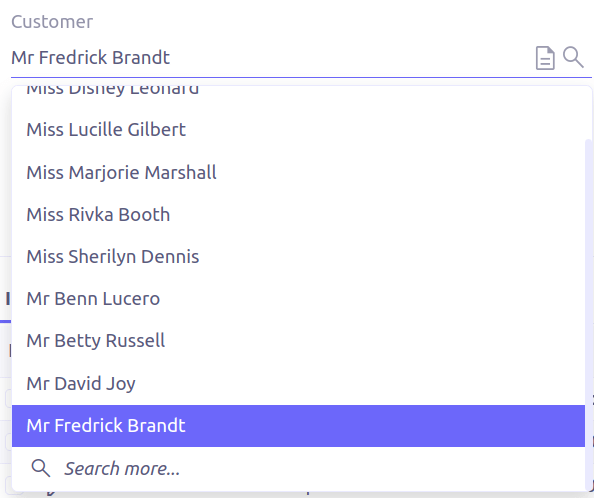 Customer
Mr Fredrick Brandt
Miss Disney Leonard
Miss Lucille Gilbert
Miss Marjorie Marshall
Miss Rivka Booth
Miss Sherilyn Dennis
Mr Benn Lucero
Mr Betty Russell
Mr David Joy
Mr Fredrick Brandt
Search more...